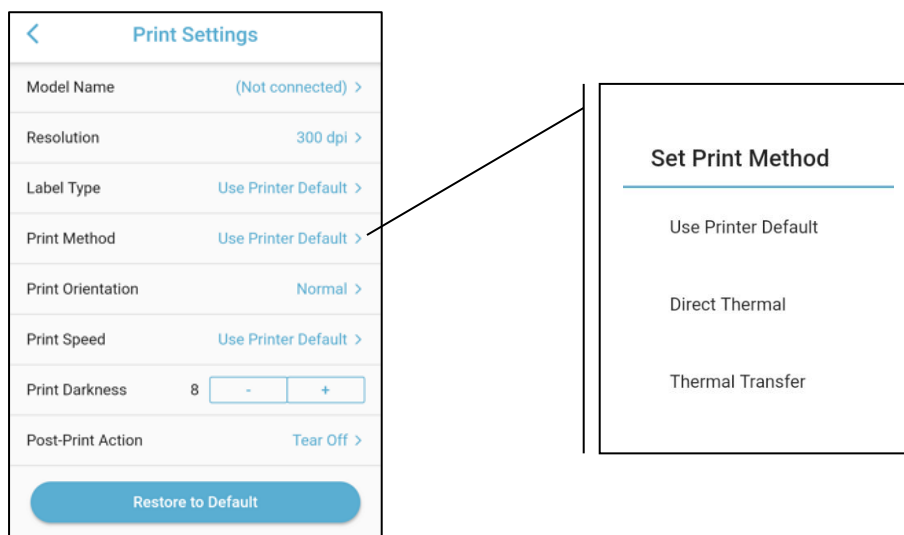 Print Settings
Model Name (Not connected) >
Resolution 300 dpi >
Label Type Use Printer Default >
Print Method Use Printer Default >
Print Orientation Normal >
Print Speed Use Printer Default >
Print Darkness 8 - +
Post-Print Action Tear Off >
Restore to Default
Set Print Method
Use Printer Default
Direct Thermal
Thermal Transfer